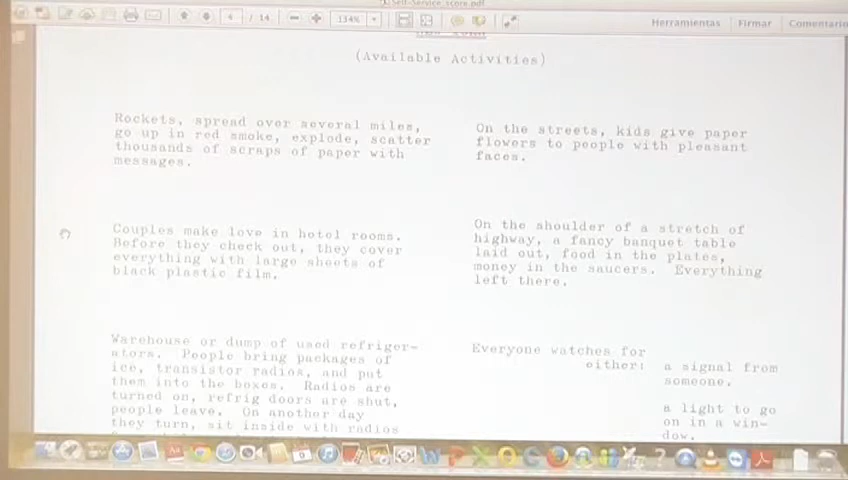 Self-Service_score.pdf
6 / 14
134%
Herramientas
Firmar
Comentario
(Available Activities)
Rockets, spread over several miles,
go up in red smoke, explode, scatter
thousands of scraps of paper with
messages.
On the streets, kids give paper
flowers to people with pleasant
faces.
Couples make love in hotel rooms.
Before they check out, they cover
everything with large sheets of
black plastic film.
On the shoulder of a stretch of
highway, a fancy banquet table
laid out, food in the plates,
money in the saucers. Everything
left there.
Warehouse or dump of used refriger-
ators. People bring packages of
ice, transistor radios, and put
them into the boxes. Radios are
turned on, refrig doors are shut,
people leave. On another day
they turn, sit inside with radios
Everyone watches for
either: a signal from
someone.
a light to go
on in a win-
dow.